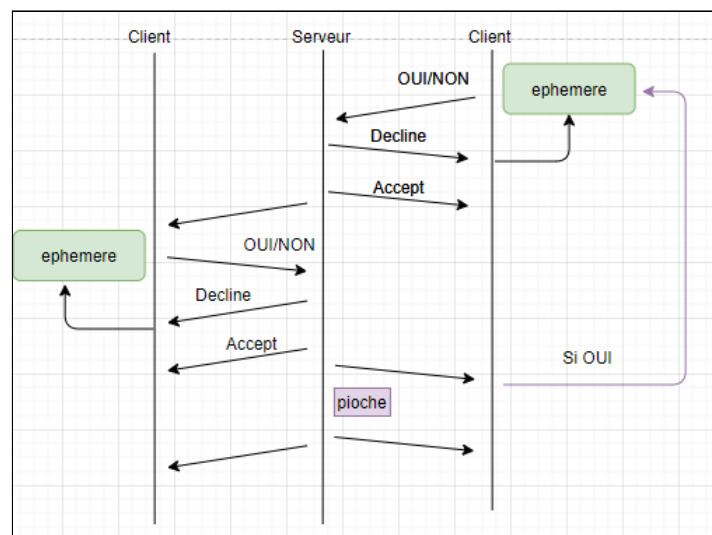 Client
Serveur
Client
OUI/NON
ephemere
Decline
Accept
OUI/NON
ephemere
Decline
Accept
Si OUI
pioche